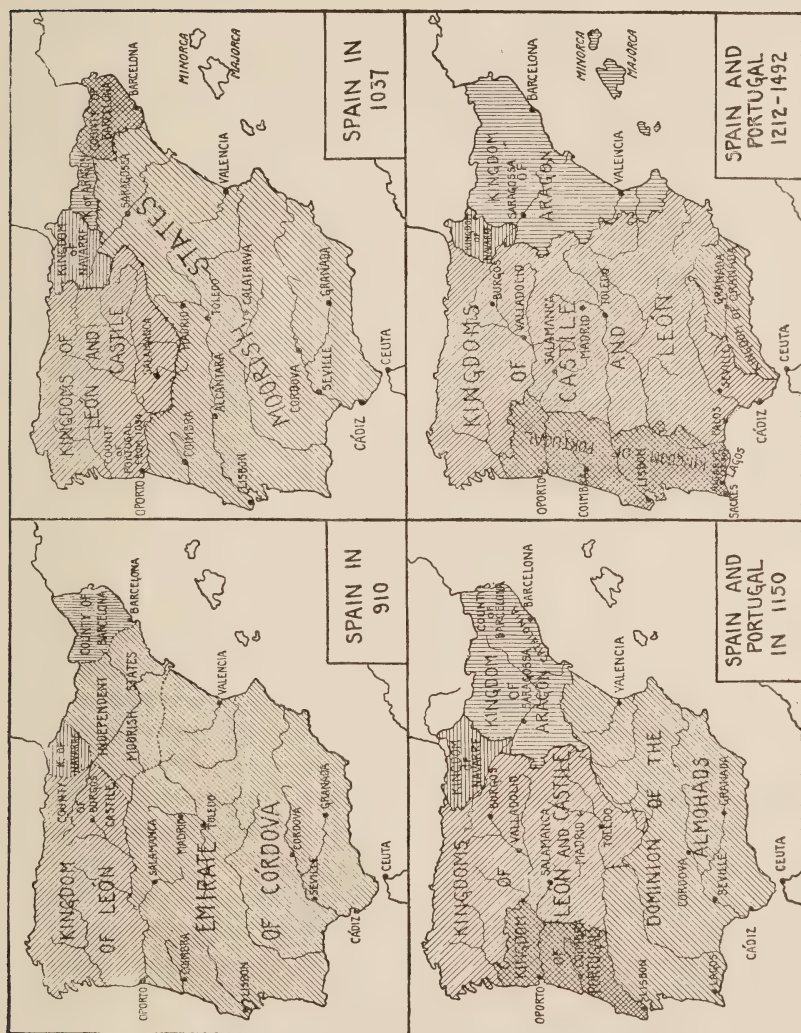 COUNTY OF BARCELONA
BARCELONA
K. OF NAVARRE
INDEPENDENT
MOORISH STATES
COUNTY OF
BURGOS
CASTILE
KINGDOM
OF LEÓN
SALAMANCA
MADRID
TOLEDO
VALENCIA
OPORTO
COIMBRA
EMIRATE
OF CÓRDOVA
LISBON
CORDOVA
SEVILLE
GRANADA
CÁDIZ
CEUTA
SPAIN IN
910
KINGDOMS OF
LEÓN AND
CASTILE
KINGDOM
OF
NAVARRE
K. OF ARAGON
COUNTY OF
BARCELONA
BARCELONA
SARAGOSSA
MINORCA
MAJORCA
COUNTY
OF
PORTUGAL
FROM 1090
OPORTO
SALAMANCA
MADRID
COIMBRA
TOLEDO
VALENCIA
ALCÁNTARA
CALATRAVA
LISBON
MOORISH STATES
CORDOVA
SEVILLE
GRANADA
CÁDIZ
CEUTA
SPAIN IN
1037
KINGDOMS
OF
LEÓN AND CASTILE
KINGDOM
OF
NAVARRE
KINGDOM
OF
ARAGON
COUNTY
OF
BARCELONA
BARCELONA
SARAGOSSA
BURGOS
VALLADOLID
SALAMANCA
MADRID
TOLEDO
VALENCIA
OPORTO
KINGDOM
OF
COIMBRA
PORTUGAL
LISBON
DOMINION OF THE
ALMOHADS
CORDOVA
SEVILLE
GRANADA
LAGOS
CÁDIZ
CEUTA
SPAIN AND
PORTUGAL
IN 1150
KINGDOMS
OF
CASTILE
AND
LEÓN
KINGDOM
OF
NAVARRE
KINGDOM
OF
ARAGON
SARAGOSSA
BARCELONA
MINORCA
MAJORCA
BURGOS
VALLADOLID
SALAMANCA
MADRID
TOLEDO
VALENCIA
OPORTO
COIMBRA
LISBON
KINGDOM OF
PORTUGAL
ALGARVE
SACRES
LAGOS
SEVILLE
GRANADA
KINGDOM OF GRANADA
CÁDIZ
CEUTA
SPAIN AND
PORTUGAL
1212-1492